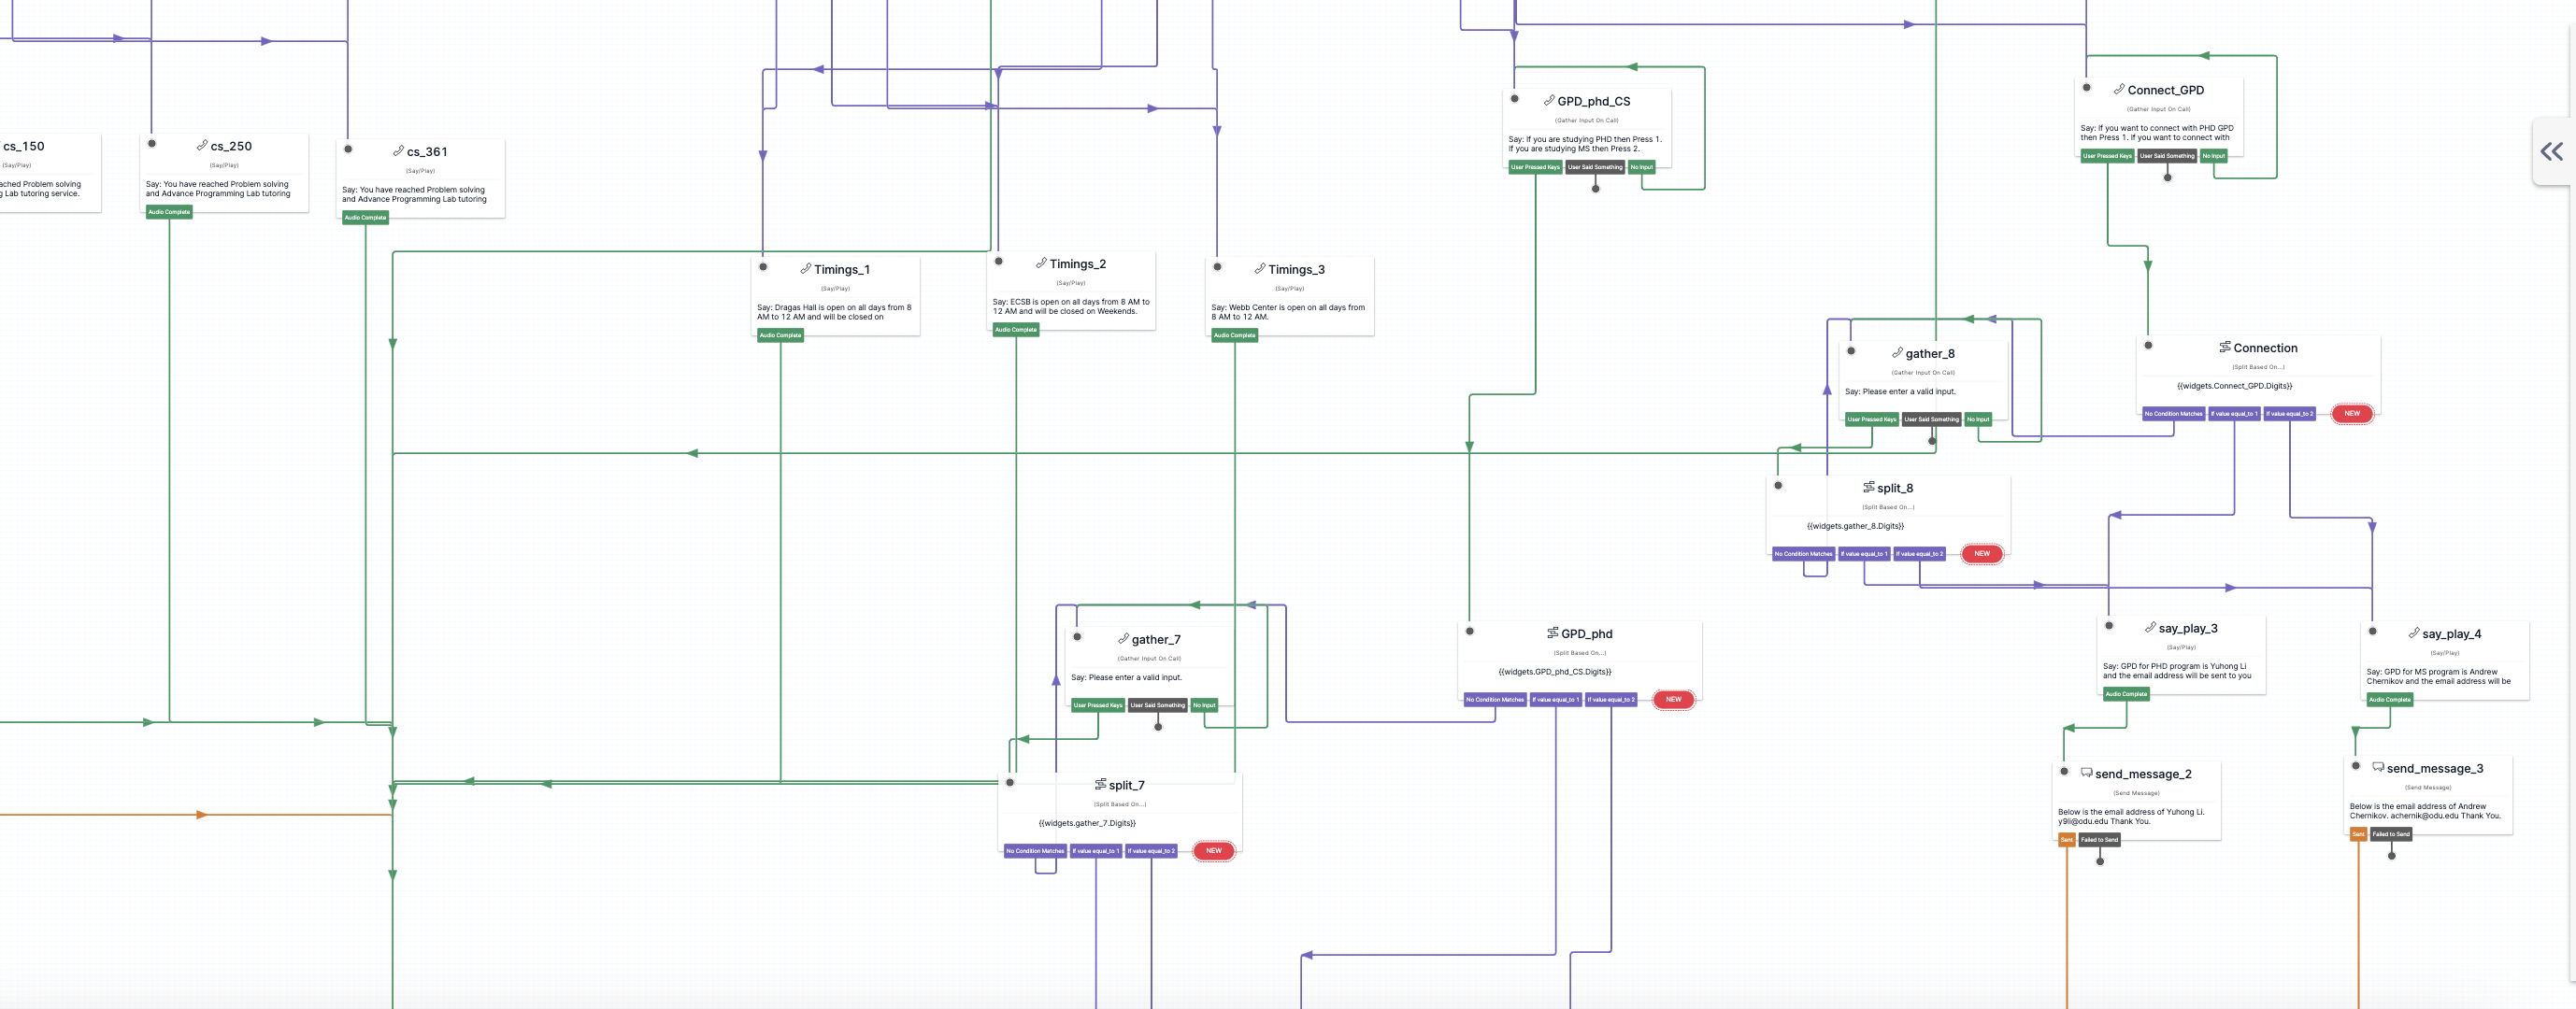 cs_150
(Say/Play)
ached Problem solving
g Lab tutoring service.
cs_250
(Say/Play)
Say: You have reached Problem solving
and Advance Programming Lab tutoring
Audio Complete
cs_361
(Say/Play)
Say: You have reached Problem solving
and Advance Programming Lab tutoring
Audio Complete
Timings_1
(Say/Play)
Say: Dragas Hall is open on all days from 8
AM to 12 AM and will be closed on
Audio Complete
Timings_2
(Say/Play)
Say: ECSB is open on all days from 8 AM to
12 AM and will be closed on Weekends.
Audio Complete
Timings_3
(Say/Play)
Say: Webb Center is open on all days from
8 AM to 12 AM.
Audio Complete
GPD_phd_CS
(Gather Input On Call)
Say: If you are studying PHD then Press 1.
If you are studying MS then Press 2.
User Pressed Keys User Said Something No Input
Connect_GPD
(Gather Input On Call)
Say: If you want to connect with PHD GPD
then Press 1. If you want to connect with
User Pressed Keys User Said Something No Input
gather_8
(Gather Input On Call)
Say: Please enter a valid input.
User Pressed Keys User Said Something No Input
Connection
(Split Based On...)
{{widgets.Connect_GPD.Digits}}
No Condition Matches If value equal_to 1 If value equal_to 2 NEW
split_8
(Split Based On...)
{{widgets.gather_8.Digits}}
No Condition Matches If value equal_to 1 If value equal_to 2 NEW
gather_7
(Gather Input On Call)
Say: Please enter a valid input.
User Pressed Keys User Said Something No Input
GPD_phd
(Split Based On...)
{{widgets.GPD_phd_CS.Digits}}
No Condition Matches If value equal_to 1 If value equal_to 2 NEW
say_play_3
(Say/Play)
Say: GPD for PHD program is Yuhong Li
and the email address will be sent to you
Audio Complete
say_play_4
(Say/Play)
Say: GPD for MS program is Andrew
Chernikov and the email address will be
Audio Complete
split_7
(Split Based On...)
{{widgets.gather_7.Digits}}
No Condition Matches If value equal_to 1 If value equal_to 2 NEW
send_message_2
(Send Message)
Below is the email address of Yuhong Li.
y9li@odu.edu Thank You.
Sent Failed to Send
send_message_3
(Send Message)
Below is the email address of Andrew
Chernikov. achernik@odu.edu Thank You.
Sent Failed to Send